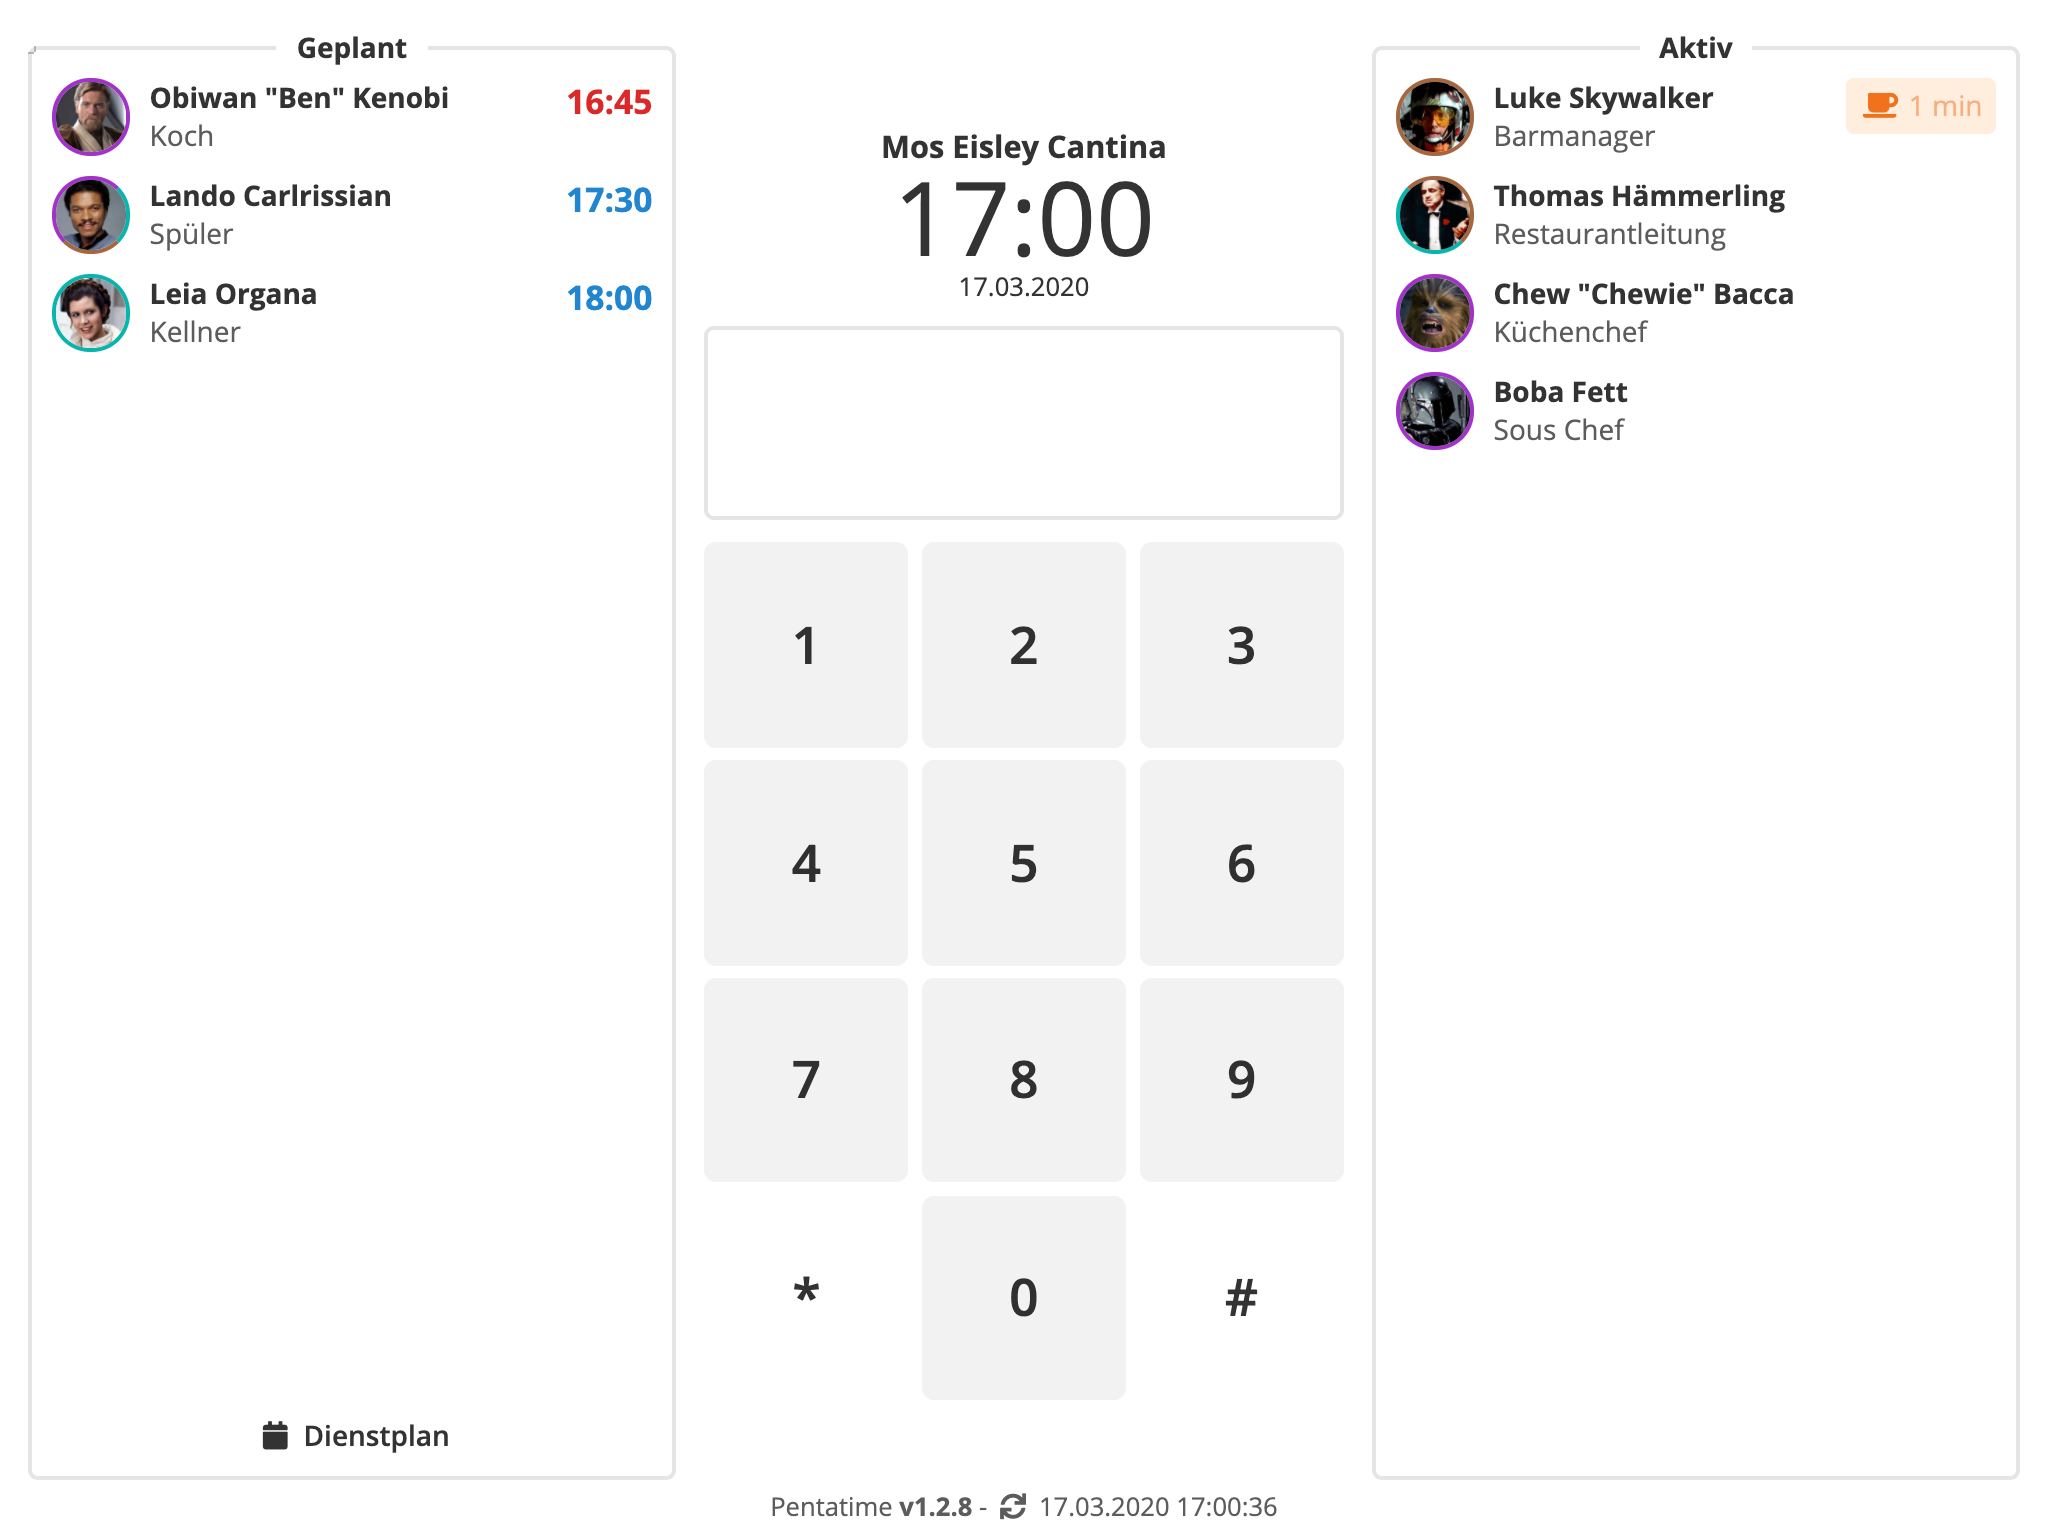 Geplant
Obiwan "Ben" Kenobi
16:45
Koch
Lando Carlrissian
17:30
Spüler
Leia Organa
18:00
Kellner
Dienstplan
Mos Eisley Cantina
17:00
17.03.2020
1 2 3
4 5 6
7 8 9
* 0 #
Aktiv
Luke Skywalker
1 min
Barmanager
Thomas Hämmerling
Restaurantleitung
Chew "Chewie" Bacca
Küchenchef
Boba Fett
Sous Chef
Pentatime v1.2.8 - 17.03.2020 17:00:36